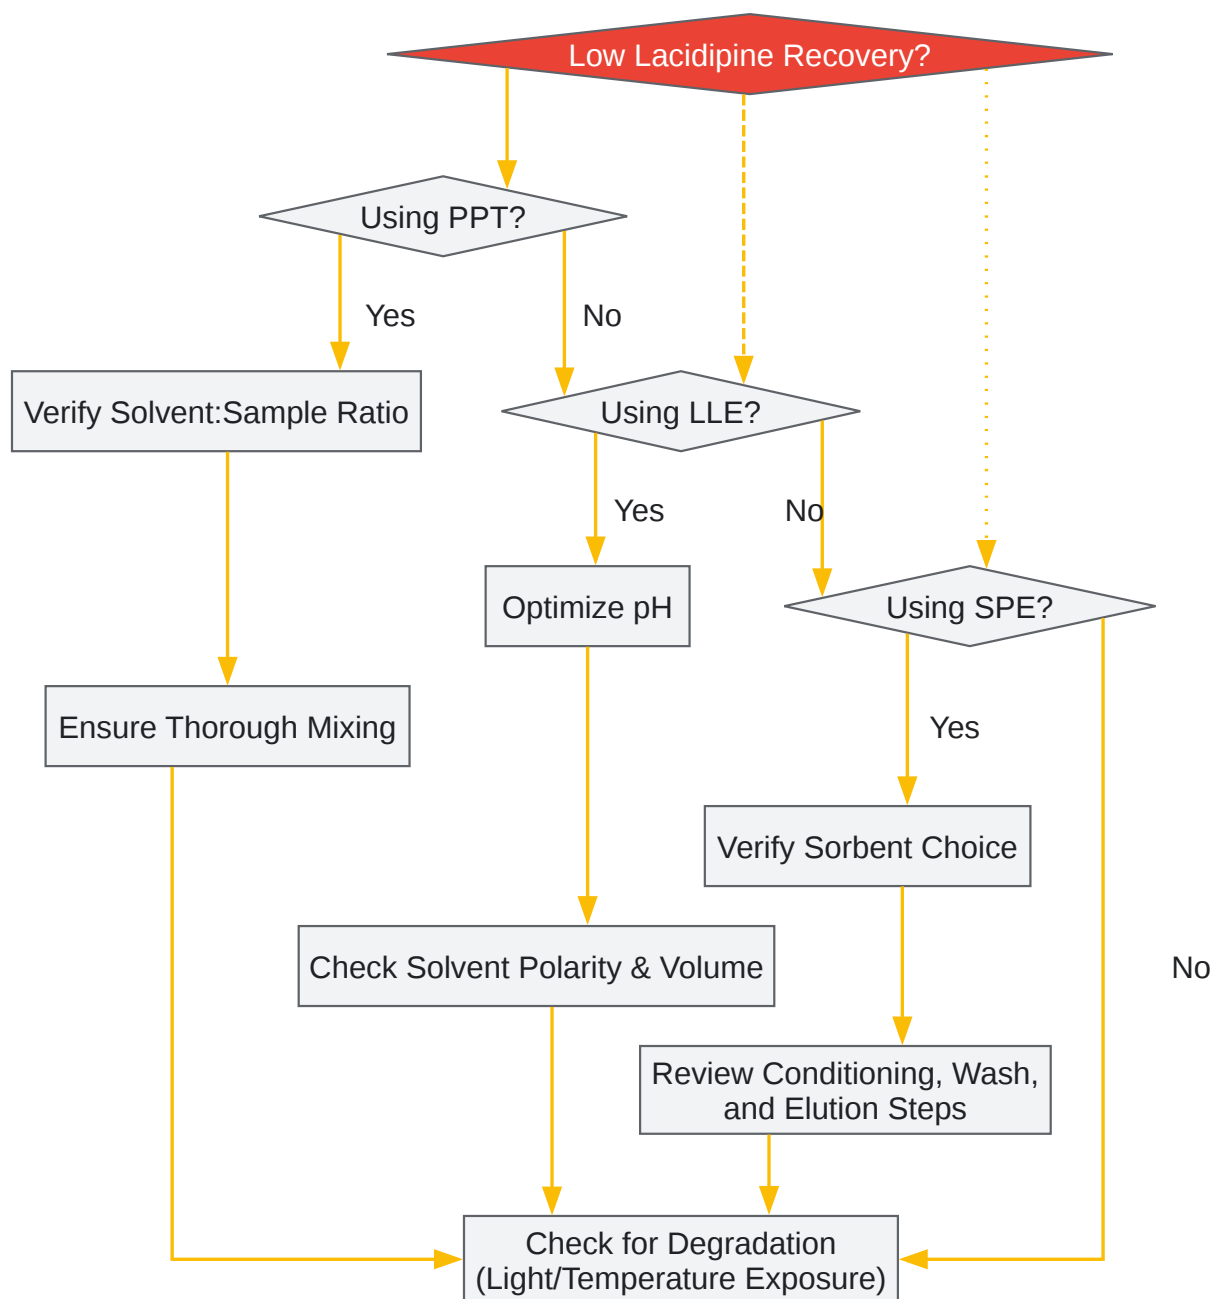 Low Lacidipine Recovery?
Using PPT?
Yes
No
Verify Solvent:Sample Ratio
Using LLE?
Yes
No
Optimize pH
Using SPE?
Ensure Thorough Mixing
Yes
Verify Sorbent Choice
Check Solvent Polarity & Volume
No
Review Conditioning, Wash,
and Elution Steps
Check for Degradation
(Light/Temperature Exposure)